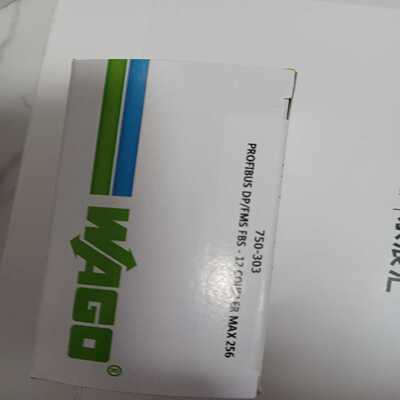 WAGO®
750-303
PROFIBUS DP/FMS FBS - 12 COUPLER MAX 256